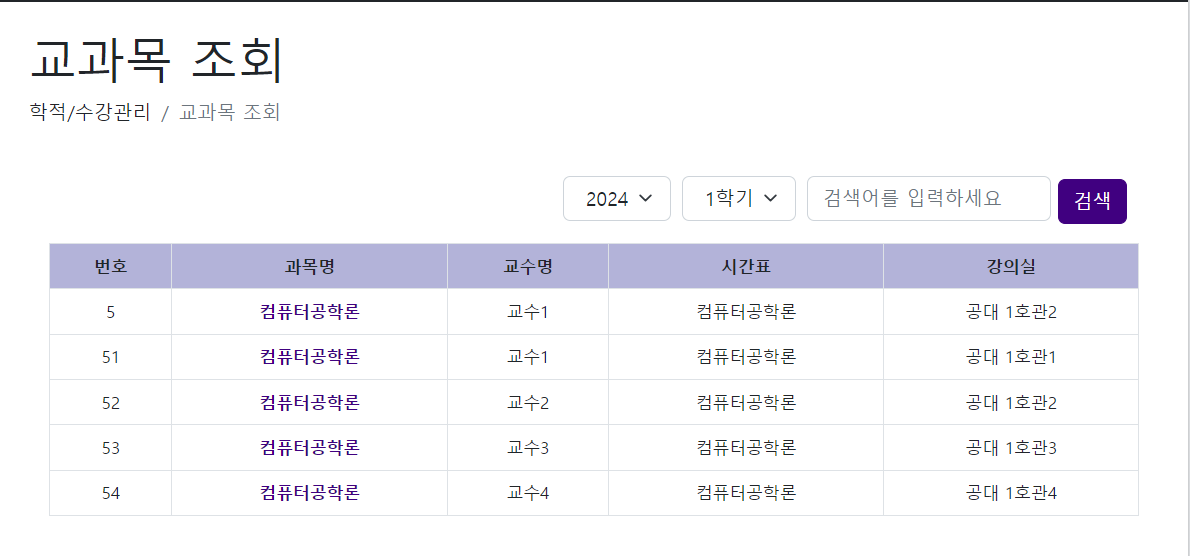 교과목 조회
학적/수강관리 / 교과목 조회
2024 1학기 검색어를 입력하세요 검색
번호 과목명 교수명 시간표 강의실
5 컴퓨터공학론 교수1 컴퓨터공학론 공대 1호관2
51 컴퓨터공학론 교수1 컴퓨터공학론 공대 1호관1
52 컴퓨터공학론 교수2 컴퓨터공학론 공대 1호관2
53 컴퓨터공학론 교수3 컴퓨터공학론 공대 1호관3
54 컴퓨터공학론 교수4 컴퓨터공학론 공대 1호관4